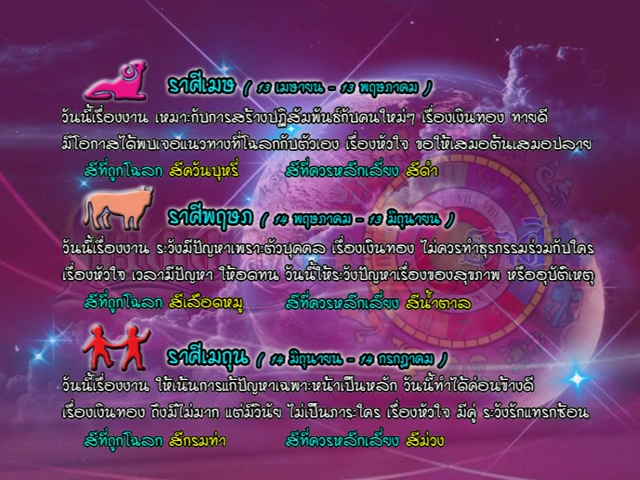 ราศีเมษ ( 13 เมษายน - 13 พฤษภาคม )
วันนี้เรื่องงาน เหมาะกับการสร้างปฏิสัมพันธ์กับคนใหม่ๆ เรื่องเงินทอง ทายดี
มีโอกาสได้พบเจอแนวทางที่โฉลกกับตัวเอง เรื่องหัวใจ ขอให้เสมอต้นเสมอปลาย
สีที่ถูกโฉลก สีควันบุหรี่ สีที่ควรหลีกเลี่ยง สีดำ
ราศีพฤษภ ( 14 พฤษภาคม - 13 มิถุนายน )
วันนี้เรื่องงาน ระวังมีปัญหาเพราะตัวบุคคล เรื่องเงินทอง ไม่ควรทำธุรกรรมร่วมกับใคร
เรื่องหัวใจ เวลามีปัญหา ให้อดทน วันนี้ให้ระวังปัญหาเรื่องของสุขภาพ หรืออุบัติเหตุ
สีที่ถูกโฉลก สีเลือดหมู สีที่ควรหลีกเลี่ยง สีน้ำตาล
ราศีเมถุน ( 14 มิถุนายน - 14 กรกฎาคม )
วันนี้เรื่องงาน ให้เน้นการแก้ปัญหาเฉพาะหน้าเป็นหลัก วันนี้ทำได้ค่อนข้างดี
เรื่องเงินทอง ถึงมีไม่มาก แต่มีวินัย ไม่เป็นภาระใคร เรื่องหัวใจ มีคู่ ระวังรักแทรกซ้อน
สีที่ถูกโฉลก สีกรมท่า สีที่ควรหลีกเลี่ยง สีม่วง